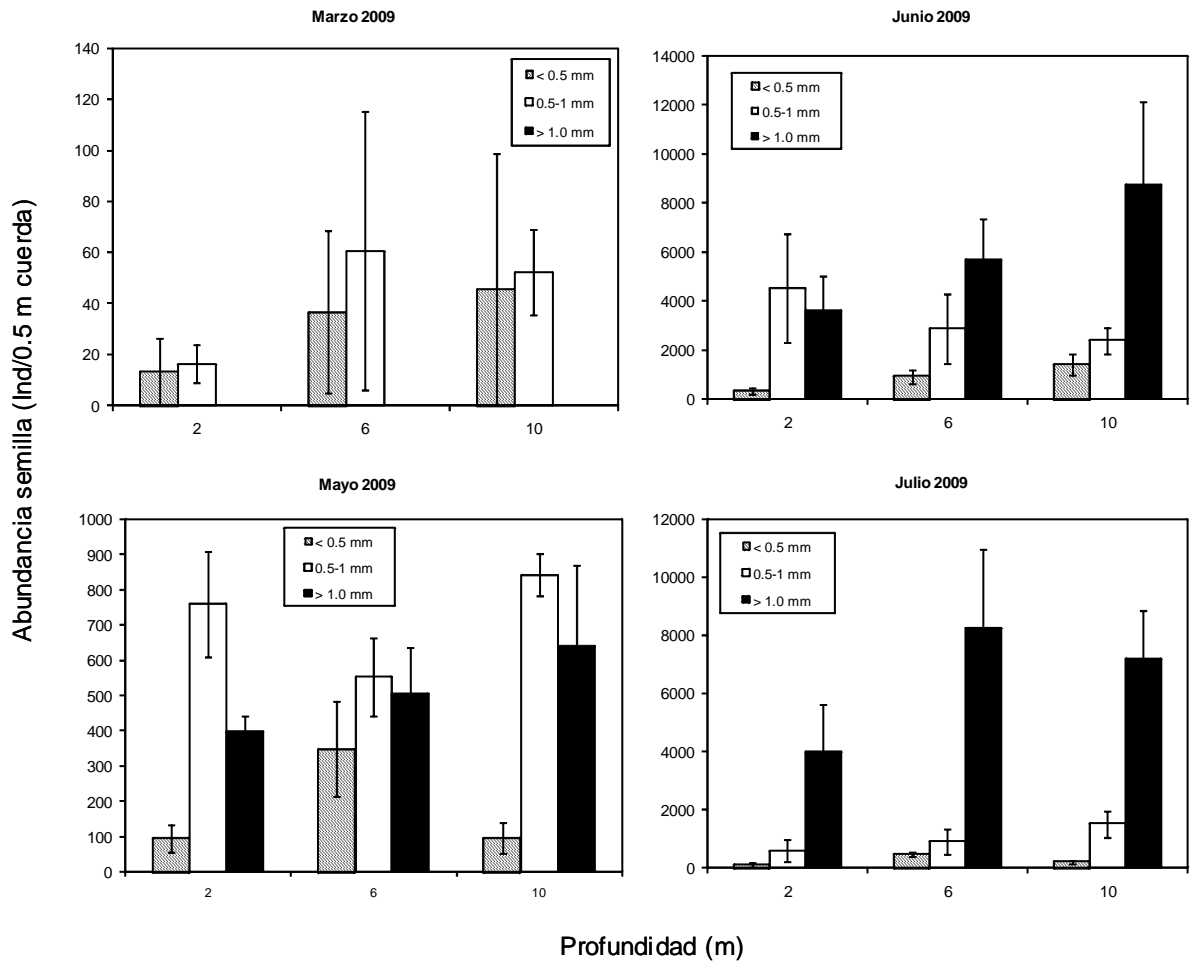 Marzo 2009
140
120
100
80
60
40
20
0
2 6 10
< 0.5 mm
0.5-1 mm
> 1.0 mm
Junio 2009
14000
12000
10000
8000
6000
4000
2000
0
2 6 10
< 0.5 mm
0.5-1 mm
> 1.0 mm
Abundancia semilla (Ind/0.5 m cuerda)
Mayo 2009
1000
900
800
700
600
500
400
300
200
100
0
2 6 10
< 0.5 mm
0.5-1 mm
> 1.0 mm
Julio 2009
12000
10000
8000
6000
4000
2000
0
2 6 10
< 0.5 mm
0.5-1 mm
> 1.0 mm
Profundidad (m)